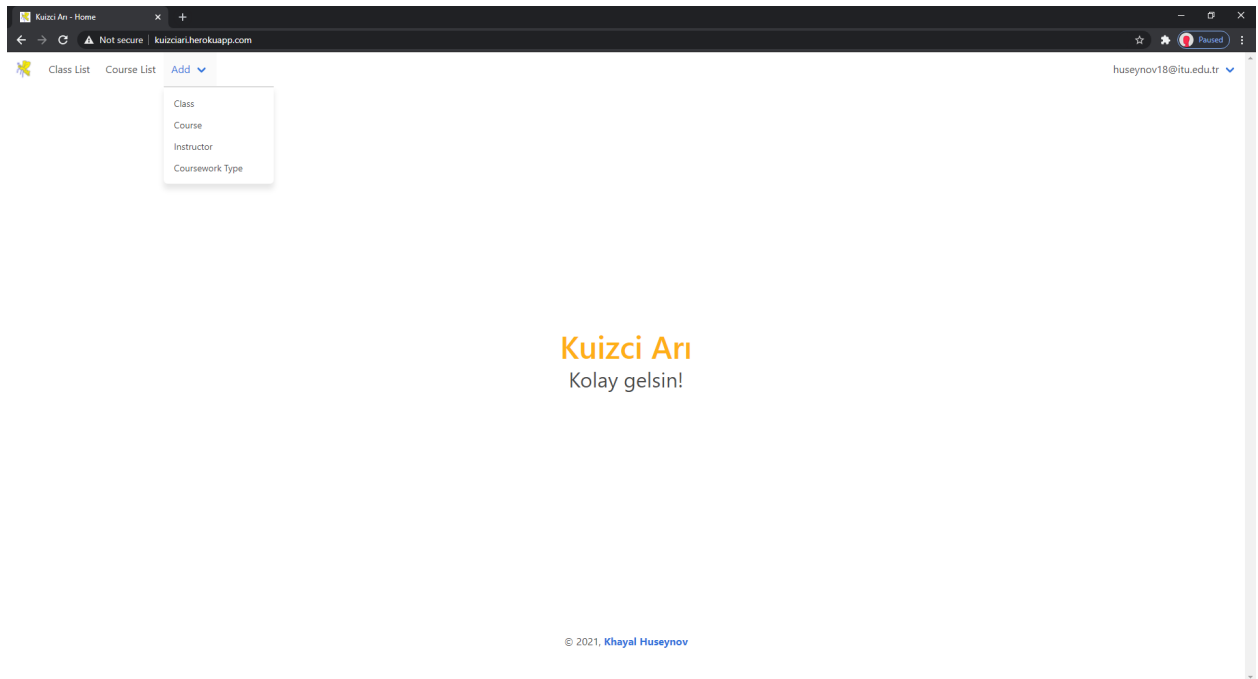 Kuizci Arı - Home
Not secure | kuizciari.herokuapp.com
Paused
Class List Course List Add huseynov18@itu.edu.tr
Class
Course
Instructor
Coursework Type
Kuizci Arı
Kolay gelsin!
© 2021, Khayal Huseynov